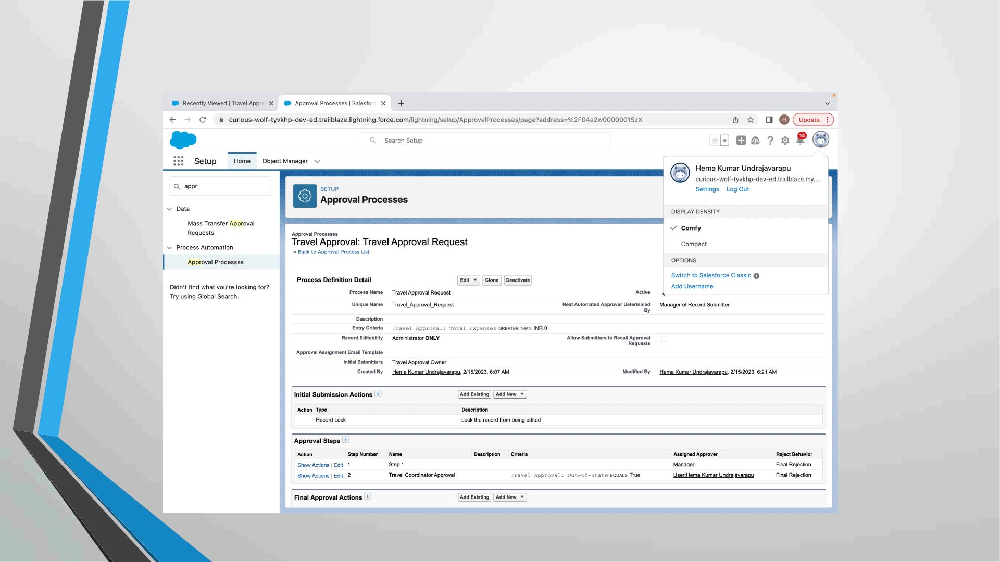 Recently Viewed | Travel Appro
Approval Processes | Salesforc
curious-wolf-tyvkhp-dev-ed.trailblaze.lightning.force.com/lightning/setup/ApprovalProcesses/page?address=%2F04a2w0000001SzX
H
Update
Search Setup
14
Setup
Home
Object Manager
appr
Data
Mass Transfer Approval
Requests
Process Automation
Approval Processes
Didn't find what you're looking for?
Try using Global Search.
SETUP
Approval Processes
Hema Kumar Undrajavarapu
curious-wolf-tyvkhp-dev-ed.trailblaze.my....
Settings Log Out
DISPLAY DENSITY
Comfy
Compact
OPTIONS
Switch to Salesforce Classic
Add Username
Approval Processes
Travel Approval: Travel Approval Request
« Back to Approval Process List
Process Definition Detail Edit Clone Deactivate
Process Name Travel Approval Request Active
Unique Name Travel_Approval_Request Next Automated Approver Determined Manager of Record Submitter
By
Description
Entry Criteria Travel Approval: Total Expenses GREATER THAN INR 0
Record Editability Administrator ONLY Allow Submitters to Recall Approval
Requests
Approval Assignment Email Template
Initial Submitters Travel Approval Owner
Created By Hema Kumar Undrajavarapu, 2/15/2023, 6:07 AM Modified By Hema Kumar Undrajavarapu, 2/15/2023, 6:21 AM
Initial Submission Actions i Add Existing Add New
Action Type Description
Record Lock Lock the record from being edited
Approval Steps i
Action Step Number Name Description Criteria Assigned Approver Reject Behavior
Show Actions | Edit 1 Step 1 Manager Final Rejection
Show Actions | Edit 2 Travel Coordinator Approval Travel Approval: Out-of-State EQUALS True User:Hema Kumar Undrajavarapu Final Rejection
Final Approval Actions i Add Existing Add New